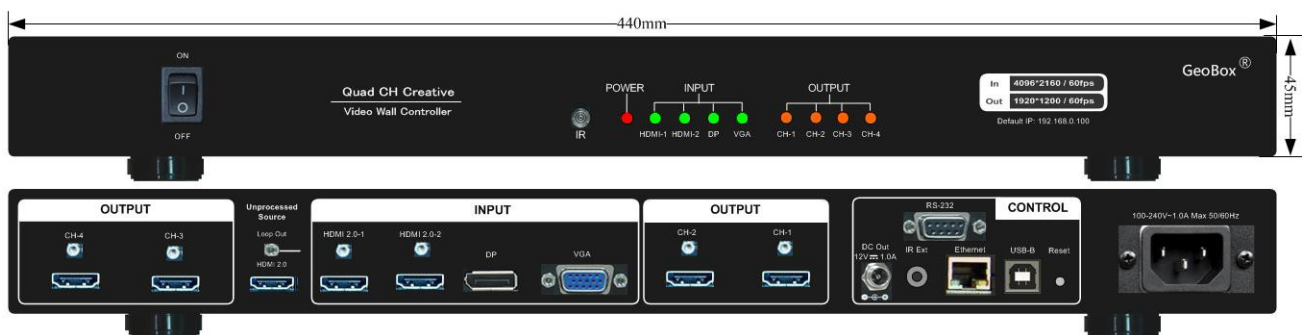 440mm
ON
GeoBox®
Quad CH Creative
POWER INPUT OUTPUT
In 4096*2160 / 60fps
45mm
Video Wall Controller
Out 1920*1200 / 60fps
Default IP: 192.168.0.100
OFF
IR
HDMI-1 HDMI-2 DP VGA
CH-1 CH-2 CH-3 CH-4
OUTPUT
Unprocessed
Source
INPUT
OUTPUT
RS-232
CONTROL
100-240V~1.0A Max 50/60Hz
CH-4 CH-3
Loop Out
HDMI 2.0-1 HDMI 2.0-2
CH-2 CH-1
DC Out
12V⎓1.0A
IR Ext
Ethernet
USB-B
Reset
HDMI 2.0
DP
VGA